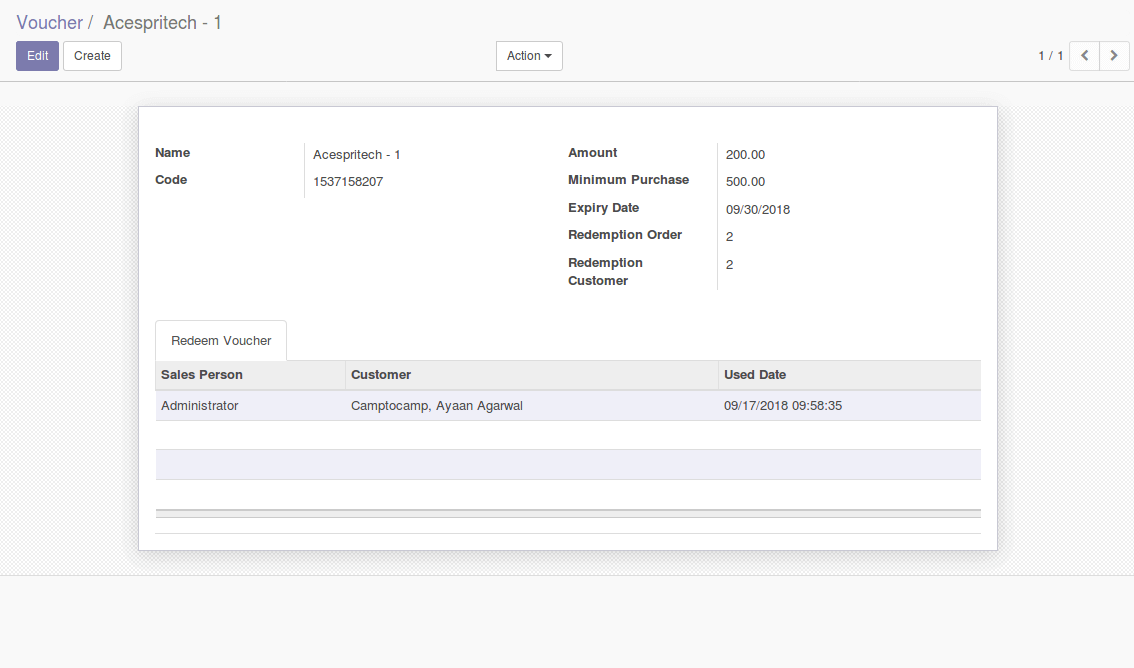 Voucher / Acespritech - 1
Edit Create Action 1 / 1
Name Acespritech - 1
Code 1537158207
Amount 200.00
Minimum Purchase 500.00
Expiry Date 09/30/2018
Redemption Order 2
Redemption 2
Customer
Redeem Voucher
Sales Person Customer Used Date
Administrator Camptocamp, Ayaan Agarwal 09/17/2018 09:58:35